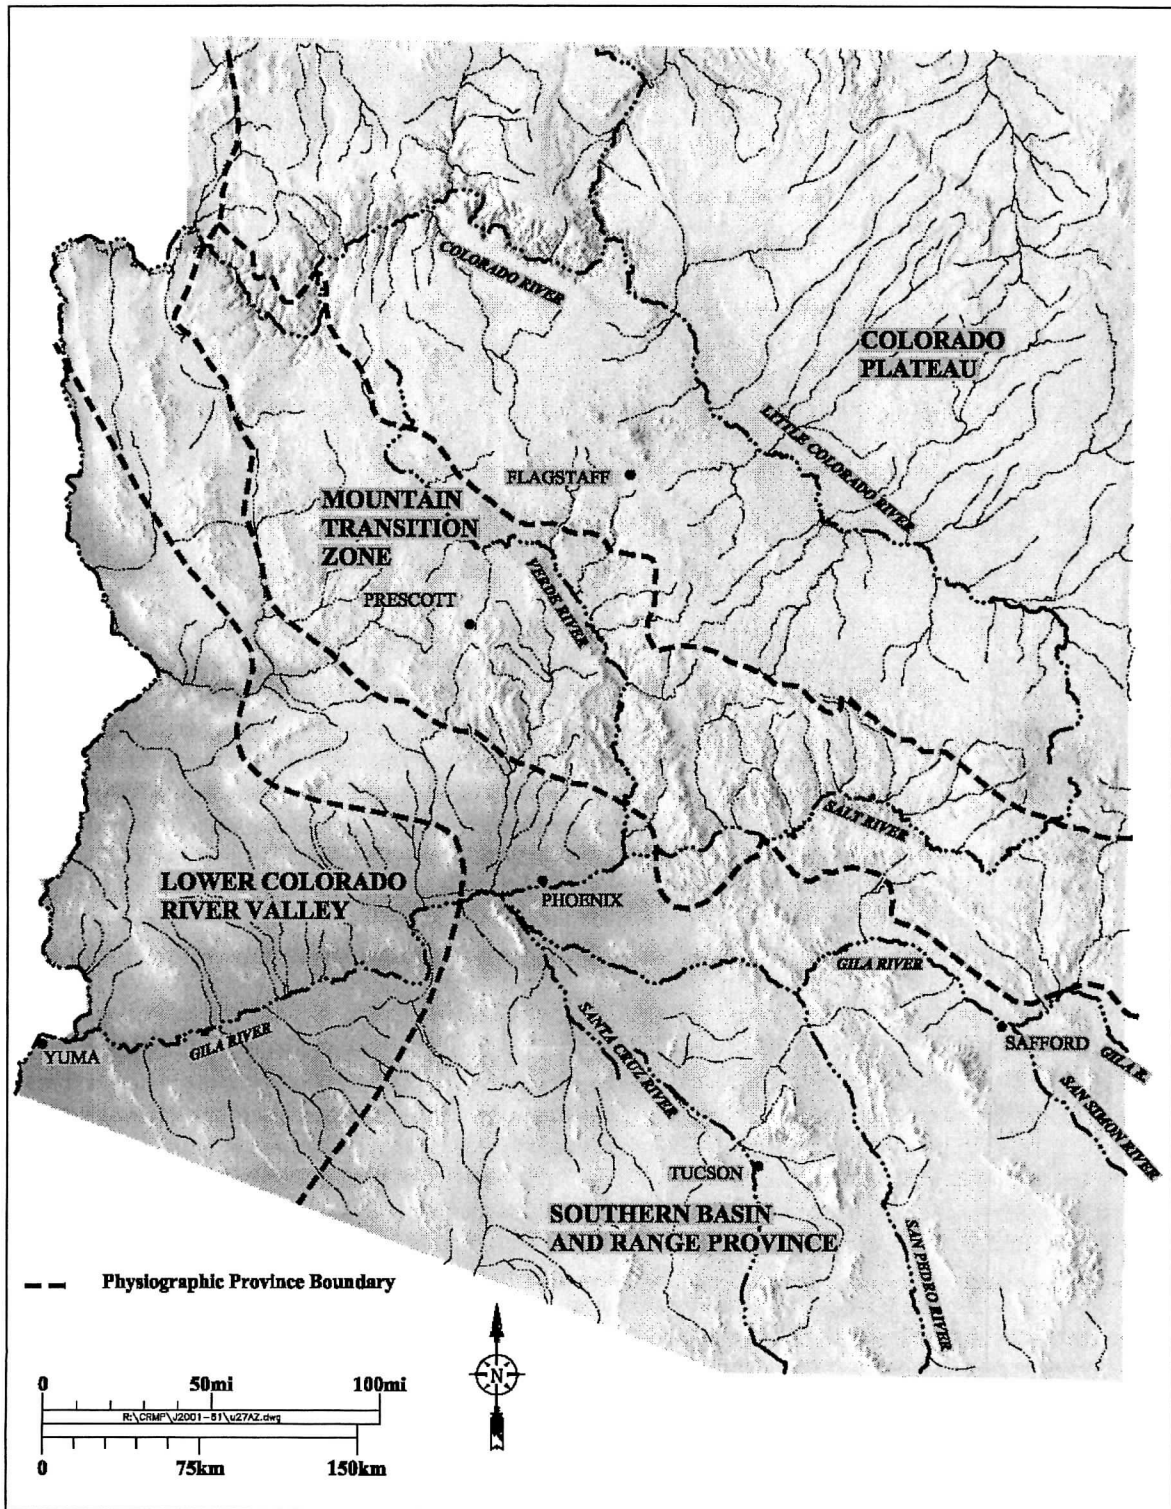 COLORADO RIVER
COLORADO
PLATEAU
LITTLE COLORADO RIVER
FLAGSTAFF
MOUNTAIN
TRANSITION
ZONE
VERDE RIVER
PRESCOTT
SALT RIVER
LOWER COLORADO
RIVER VALLEY
PHOENIX
GILA RIVER
SANTA CRUZ RIVER
GILA RIVER
YUMA
SAFFORD
GILA R.
SAN SIMON RIVER
TUCSON
SOUTHERN BASIN
AND RANGE PROVINCE
SAN PEDRO RIVER
Physiographic Province Boundary
N
0 50mi 100mi
R:\CRMP\J2001-51\u27AZ.dwg
0 75km 150km